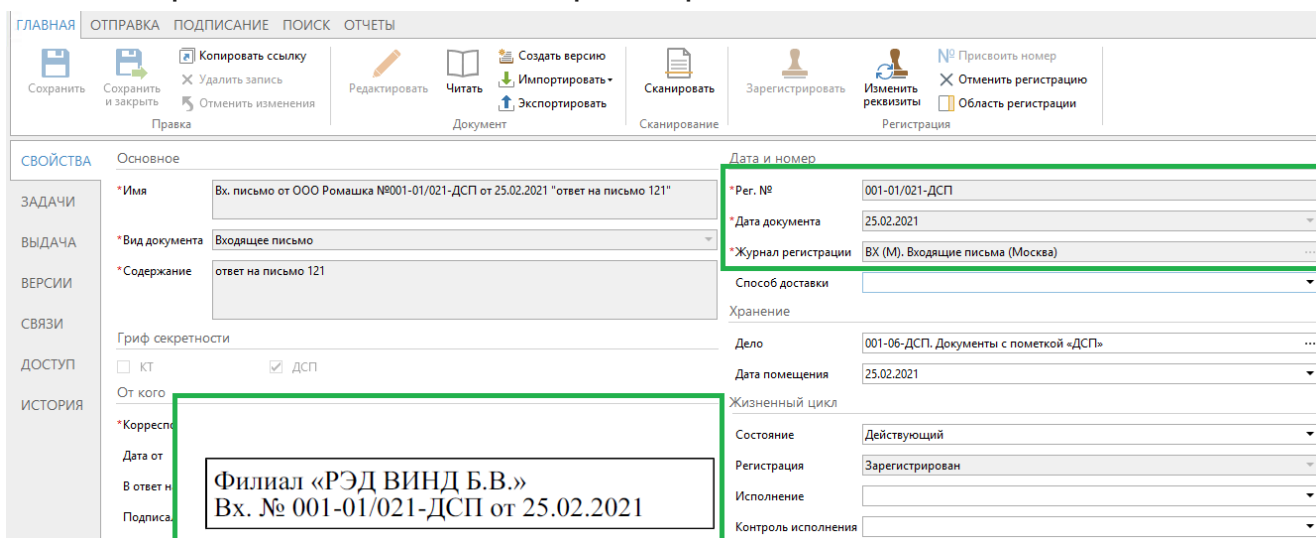 ГЛАВНАЯ ОТПРАВКА ПОДПИСАНИЕ ПОИСК ОТЧЕТЫ
Сохранить
Сохранить и закрыть
Копировать ссылку
Удалить запись
Отменить изменения
Правка
Редактировать
Читать
Создать версию
Импортировать
Экспортировать
Документ
Сканировать
Сканирование
Зарегистрировать
Изменить реквизиты
№ Присвоить номер
Отменить регистрацию
Область регистрации
Регистрация
СВОЙСТВА
ЗАДАЧИ
ВЫДАЧА
ВЕРСИИ
СВЯЗИ
ДОСТУП
ИСТОРИЯ
Основное
*Имя Вх. письмо от ООО Ромашка №001-01/021-ДСП от 25.02.2021 "ответ на письмо 121"
*Вид документа Входящее письмо
*Содержание ответ на письмо 121
Гриф секретности
КТ ДСП
От кого
Дата от
В ответ
Филиал «РЭД ВИНД Б.В.»
Вх. № 001-01/021-ДСП от 25.02.2021
Дата и номер
*Рег. № 001-01/021-ДСП
*Дата документа 25.02.2021
*Журнал регистрации ВХ (М). Входящие письма (Москва)
Способ доставки
Хранение
Дело 001-06-ДСП. Документы с пометкой «ДСП»
Дата помещения 25.02.2021
Жизненный цикл
Состояние Действующий
Регистрация Зарегистрирован
Исполнение
Контроль исполнения